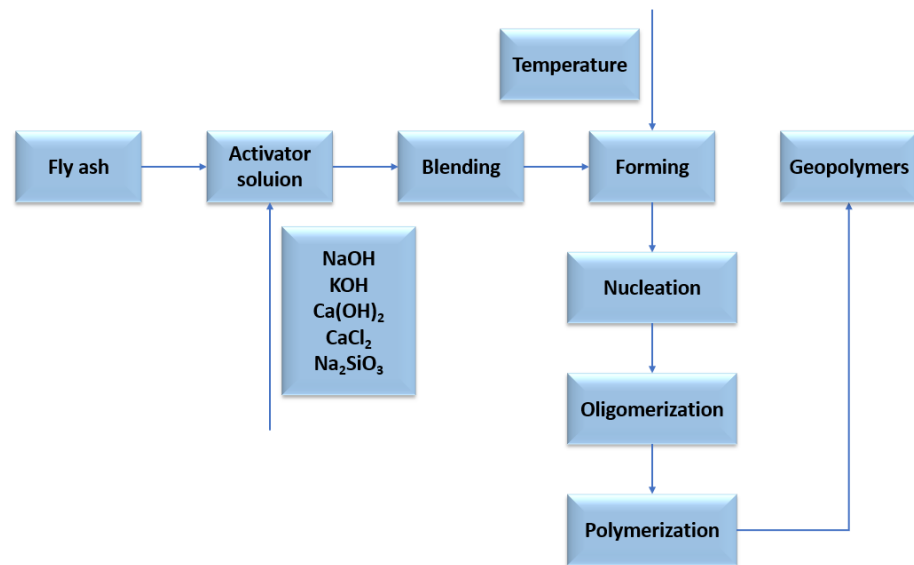 Temperature
Fly ash
Activator
soluion
Blending
Forming
Geopolymers
NaOH
KOH
Ca(OH)₂
CaCl₂
Na₂SiO₃
Nucleation
Oligomerization
Polymerization